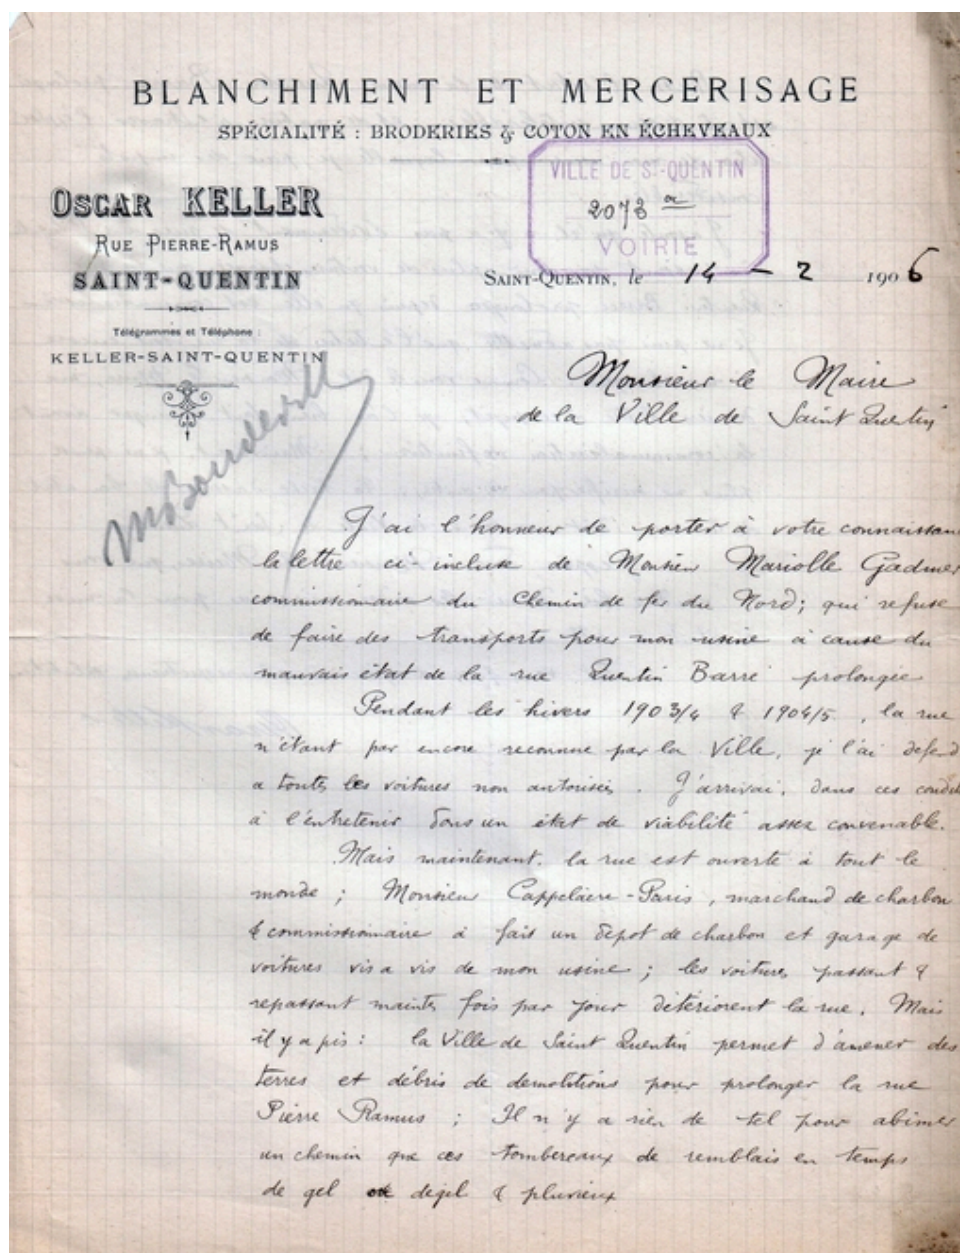 BLANCHIMENT ET MERCERISAGE
SPÉCIALITÉ : BRODERIES & COTON EN ÉCHEVEAUX
VILLE DE ST-QUENTIN
2073 a
VOIRIE
OSCAR KELLER
RUE PIERRE-RAMUS
SAINT-QUENTIN
Télégrammes et Téléphone :
KELLER-SAINT-QUENTIN
SAINT-QUENTIN, le 14 - 2 1906
Monsieur le Maire
de la Ville de Saint Quentin
J'ai l'honneur de porter à votre connaissan
la lettre ci-incluse de Monsieur Mariolle Gadmer
commissionnaire du Chemin de fer du Nord; qui refuse
de faire des transports pour mon usine à cause du
mauvais état de la rue Quentin Barré prolongée
Pendant les hivers 1903/4 & 1904/5, la rue
n'étant par encore reconnue par la Ville, je l'ai défend
a toutes les voitures non autorisées. J'arrivai, dans ces condit
à l'entretenir dans un état de viabilité assez convenable.
Mais maintenant, la rue est ouverte à tout le
monde ; Monsieur Cappelaere-Paris, marchand de charbon
& commissionnaire à fait un dépot de charbon et garage de
voitures vis a vis de mon usine ; les voitures passant &
repassant maintes fois par jour détériorent la rue. Mais
il y a pis : la Ville de Saint Quentin permet d'amener des
terres et débris de demolitions pour prolonger la rue
Pierre Ramus ; Il n'y a rien de tel pour abimer
un chemin que ces tombereaux de remblais en temps
de gel degel & pluvieux